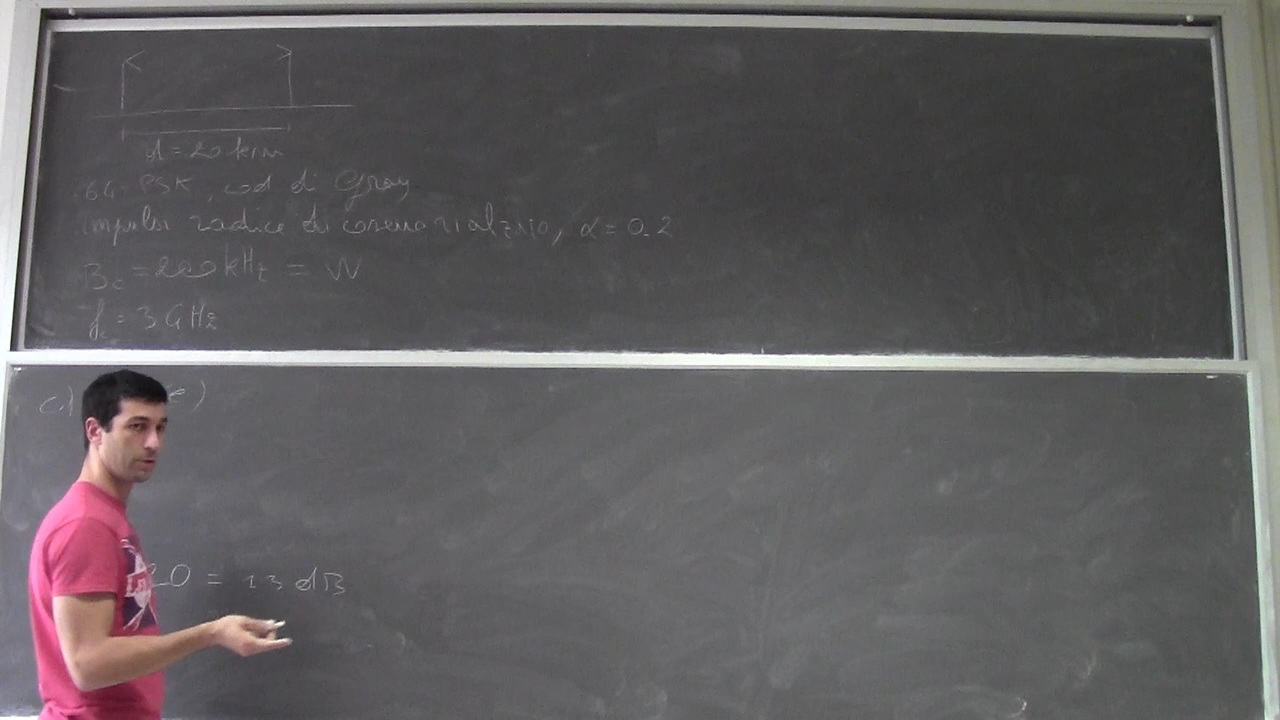 d = 20 km
64-PSK, cod di Gray
impulsi radice di coseno rialzato, α = 0.2
Bc = 200 kHz = W
fc = 3 GHz
c)
20 = 13 dB